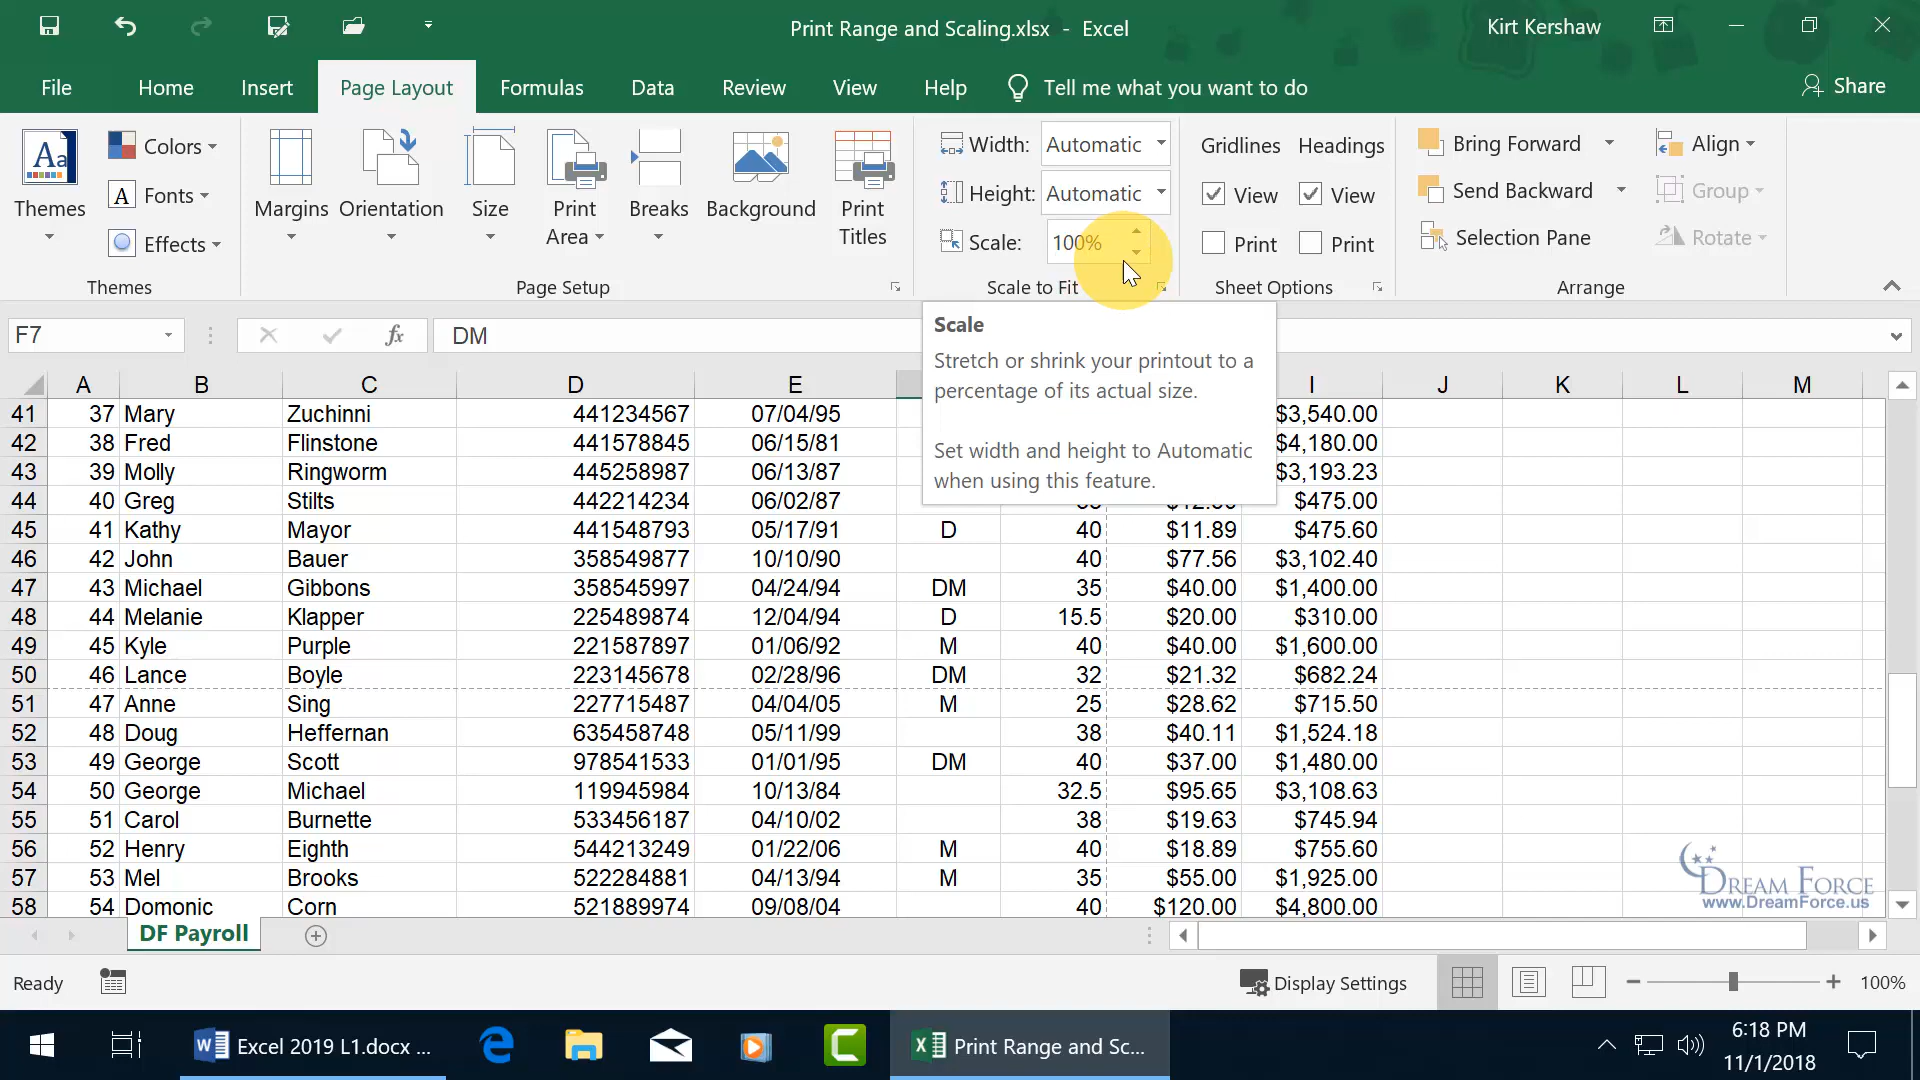 Print Range and Scaling.xlsx - Excel
Kirt Kershaw
File Home Insert Page Layout Formulas Data Review View Help Tell me what you want to do Share
Aa Themes
Colors
A Fonts
Effects
Themes
Margins Orientation Size Print Area Breaks Background Print Titles
Page Setup
Width: Automatic
Height: Automatic
Scale: 100%
Scale to Fit
Gridlines Headings
View View
Print Print
Sheet Options
Bring Forward Align
Send Backward Group
Selection Pane Rotate
Arrange
F7 fx DM
Scale
Stretch or shrink your printout to a
percentage of its actual size.
Set width and height to Automatic
when using this feature.
A B C D E I J K L M
41 37 Mary Zuchinni 441234567 07/04/95 $3,540.00
42 38 Fred Flinstone 441578845 06/15/81 $4,180.00
43 39 Molly Ringworm 445258987 06/13/87 $3,193.23
44 40 Greg Stilts 442214234 06/02/87 $475.00
45 41 Kathy Mayor 441548793 05/17/91 D 40 $11.89 $475.60
46 42 John Bauer 358549877 10/10/90 40 $77.56 $3,102.40
47 43 Michael Gibbons 358545997 04/24/94 DM 35 $40.00 $1,400.00
48 44 Melanie Klapper 225489874 12/04/94 D 15.5 $20.00 $310.00
49 45 Kyle Purple 221587897 01/06/92 M 40 $40.00 $1,600.00
50 46 Lance Boyle 223145678 02/28/96 DM 32 $21.32 $682.24
51 47 Anne Sing 227715487 04/04/05 M 25 $28.62 $715.50
52 48 Doug Heffernan 635458748 05/11/99 38 $40.11 $1,524.18
53 49 George Scott 978541533 01/01/95 DM 40 $37.00 $1,480.00
54 50 George Michael 119945984 10/13/84 32.5 $95.65 $3,108.63
55 51 Carol Burnette 533456187 04/10/02 38 $19.63 $745.94
56 52 Henry Eighth 544213249 01/22/06 M 40 $18.89 $755.60
57 53 Mel Brooks 522284881 04/13/94 M 35 $55.00 $1,925.00
58 54 Domonic Corn 521889974 09/08/04 40 $120.00 $4,800.00
DREAM FORCE
www.DreamForce.us
DF Payroll
Ready Display Settings 100%
Excel 2019 L1.docx ... Print Range and Sc... 6:18 PM
11/1/2018